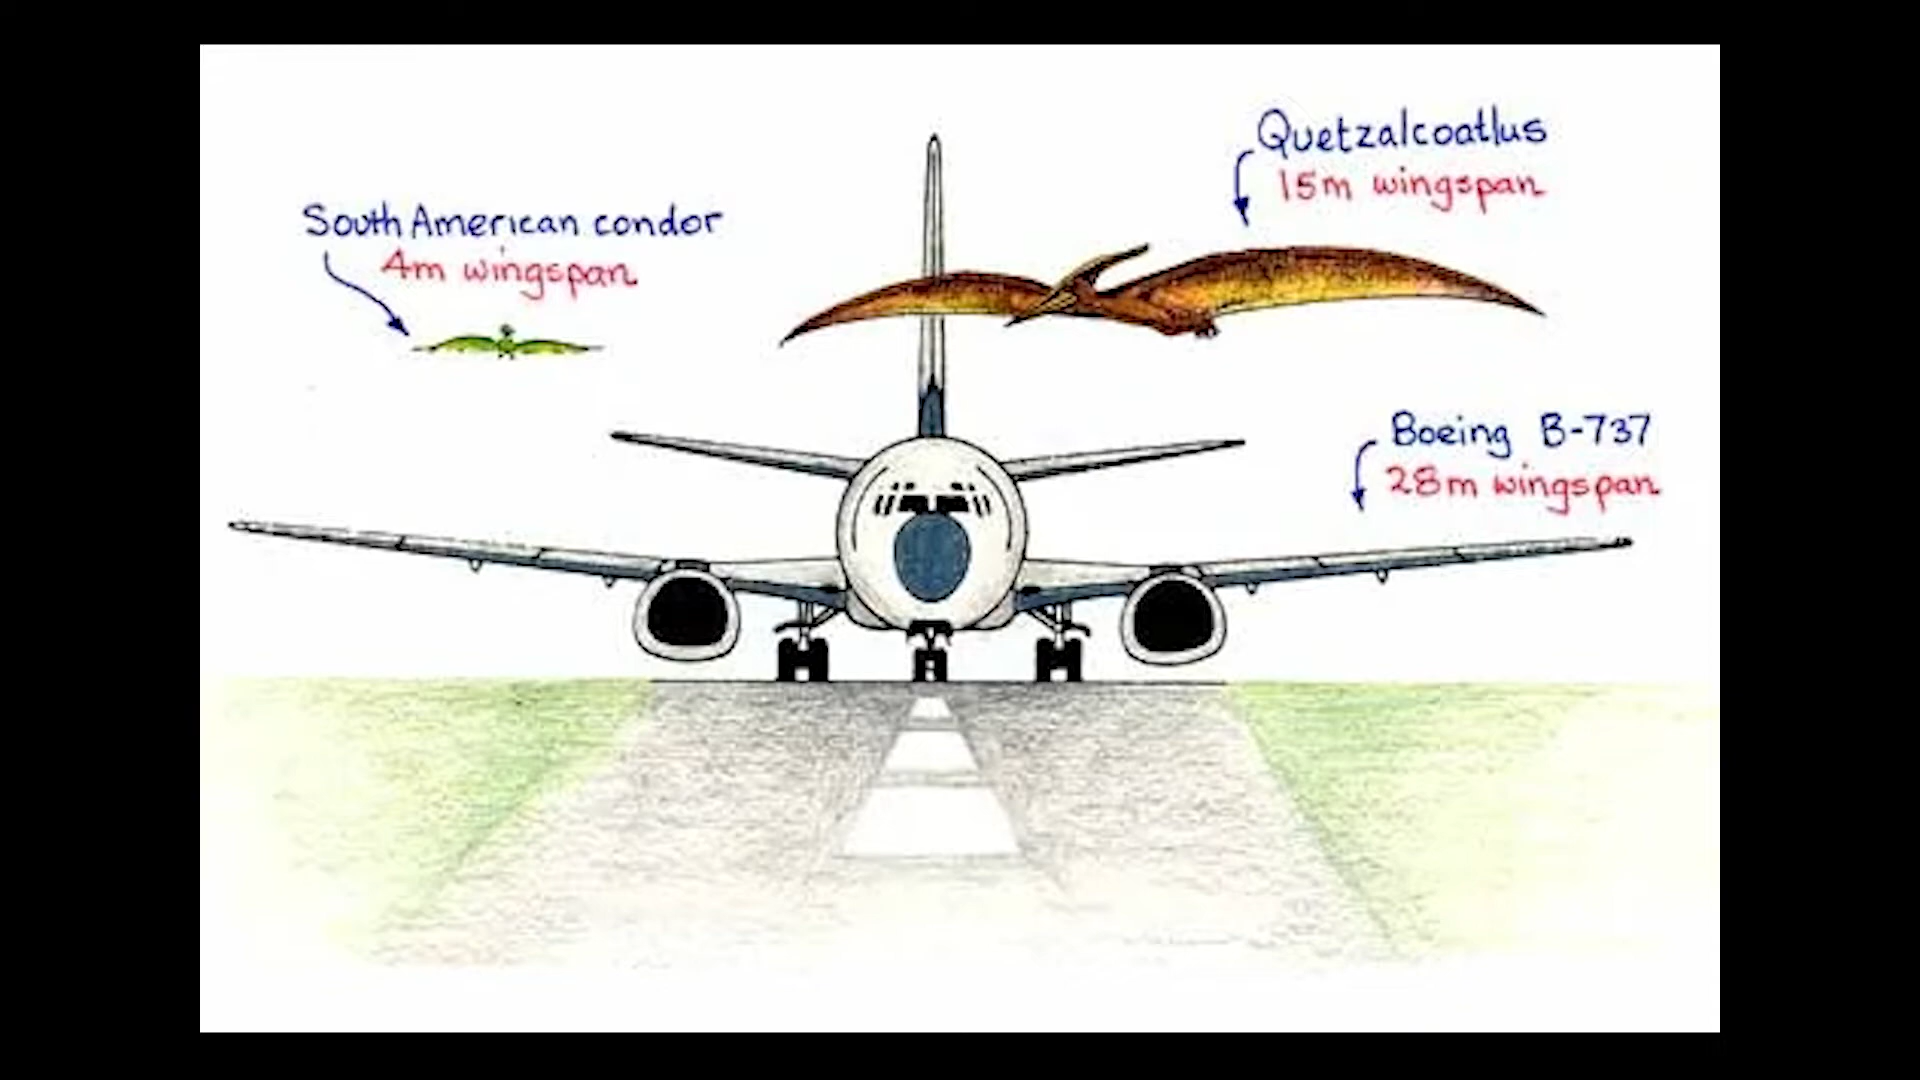 South American condor
4m wingspan
Quetzalcoatlus
15m wingspan
Boeing B-737
28m wingspan